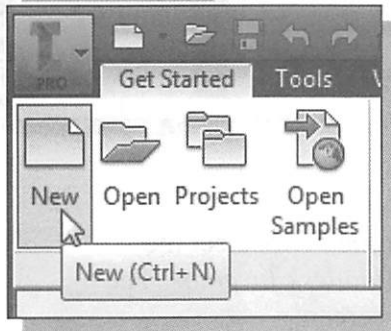 PRO
Get Started Tools V
New Open Projects Open
Samples
New (Ctrl+N)